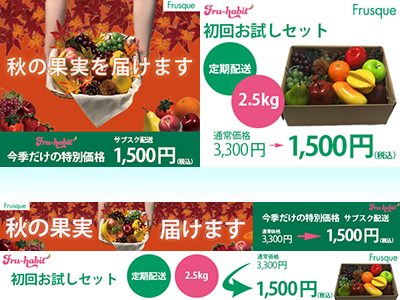 Frusque
秋の果実を届けます
Fru-habit
サブスク配送
今季だけの特別価格
1,500円(税込)
Fru-habit
Frusque
初回お試しセット
定期配送
2.5kg
通常価格
3,300円→1,500円(税込)
Frusque
秋の果実 届けます
Fru-habit
今季だけの特別価格 サブスク配送
通常価格
3,300円→1,500円(税込)
Fru-habit
初回お試しセット
定期配送
2.5kg
通常価格
3,300円
1,500円(税込)
Frusque